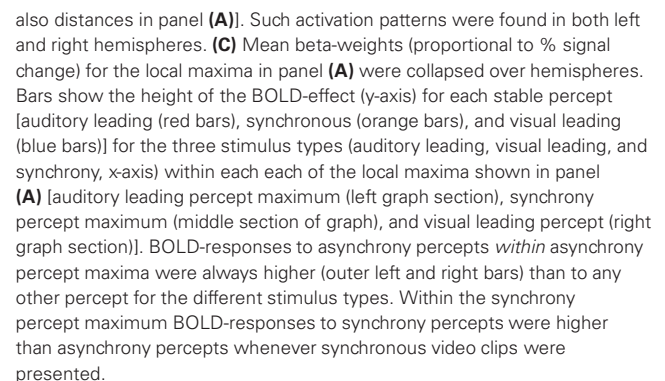 also distances in panel (A)]. Such activation patterns were found in both left
and right hemispheres. (C) Mean beta-weights (proportional to % signal
change) for the local maxima in panel (A) were collapsed over hemispheres.
Bars show the height of the BOLD-effect (y-axis) for each stable percept
[auditory leading (red bars), synchronous (orange bars), and visual leading
(blue bars)] for the three stimulus types (auditory leading, visual leading, and
synchrony, x-axis) within each each of the local maxima shown in panel
(A) [auditory leading percept maximum (left graph section), synchrony
percept maximum (middle section of graph), and visual leading percept (right
graph section)]. BOLD-responses to asynchrony percepts within asynchrony
percept maxima were always higher (outer left and right bars) than to any
other percept for the different stimulus types. Within the synchrony
percept maximum BOLD-responses to synchrony percepts were higher
than asynchrony percepts whenever synchronous video clips were
presented.